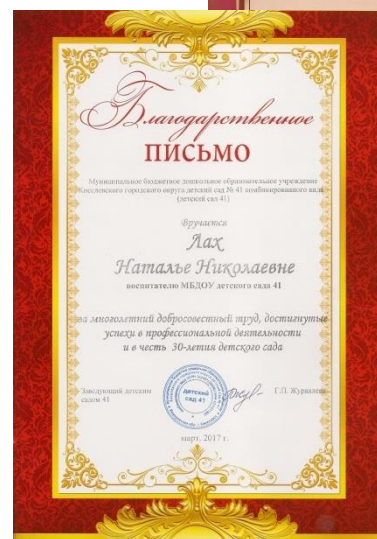 Благодарственное
ПИСЬМО
Муниципальное бюджетное дошкольное образовательное учреждение
Киселевского городского округа детский сад № 41 комбинированного вида
(детский сад 41)
Вручается
Лах
Наталье Николаевне
воспитателю МБДОУ детского сада 41
за многолетний добросовестный труд, достигнутые
успехи в профессиональной деятельности
и в честь 30-летия детского сада
Заведующий детским
садом 41
детский
сад 41
Г.П. Журавлева
март, 2017 г.